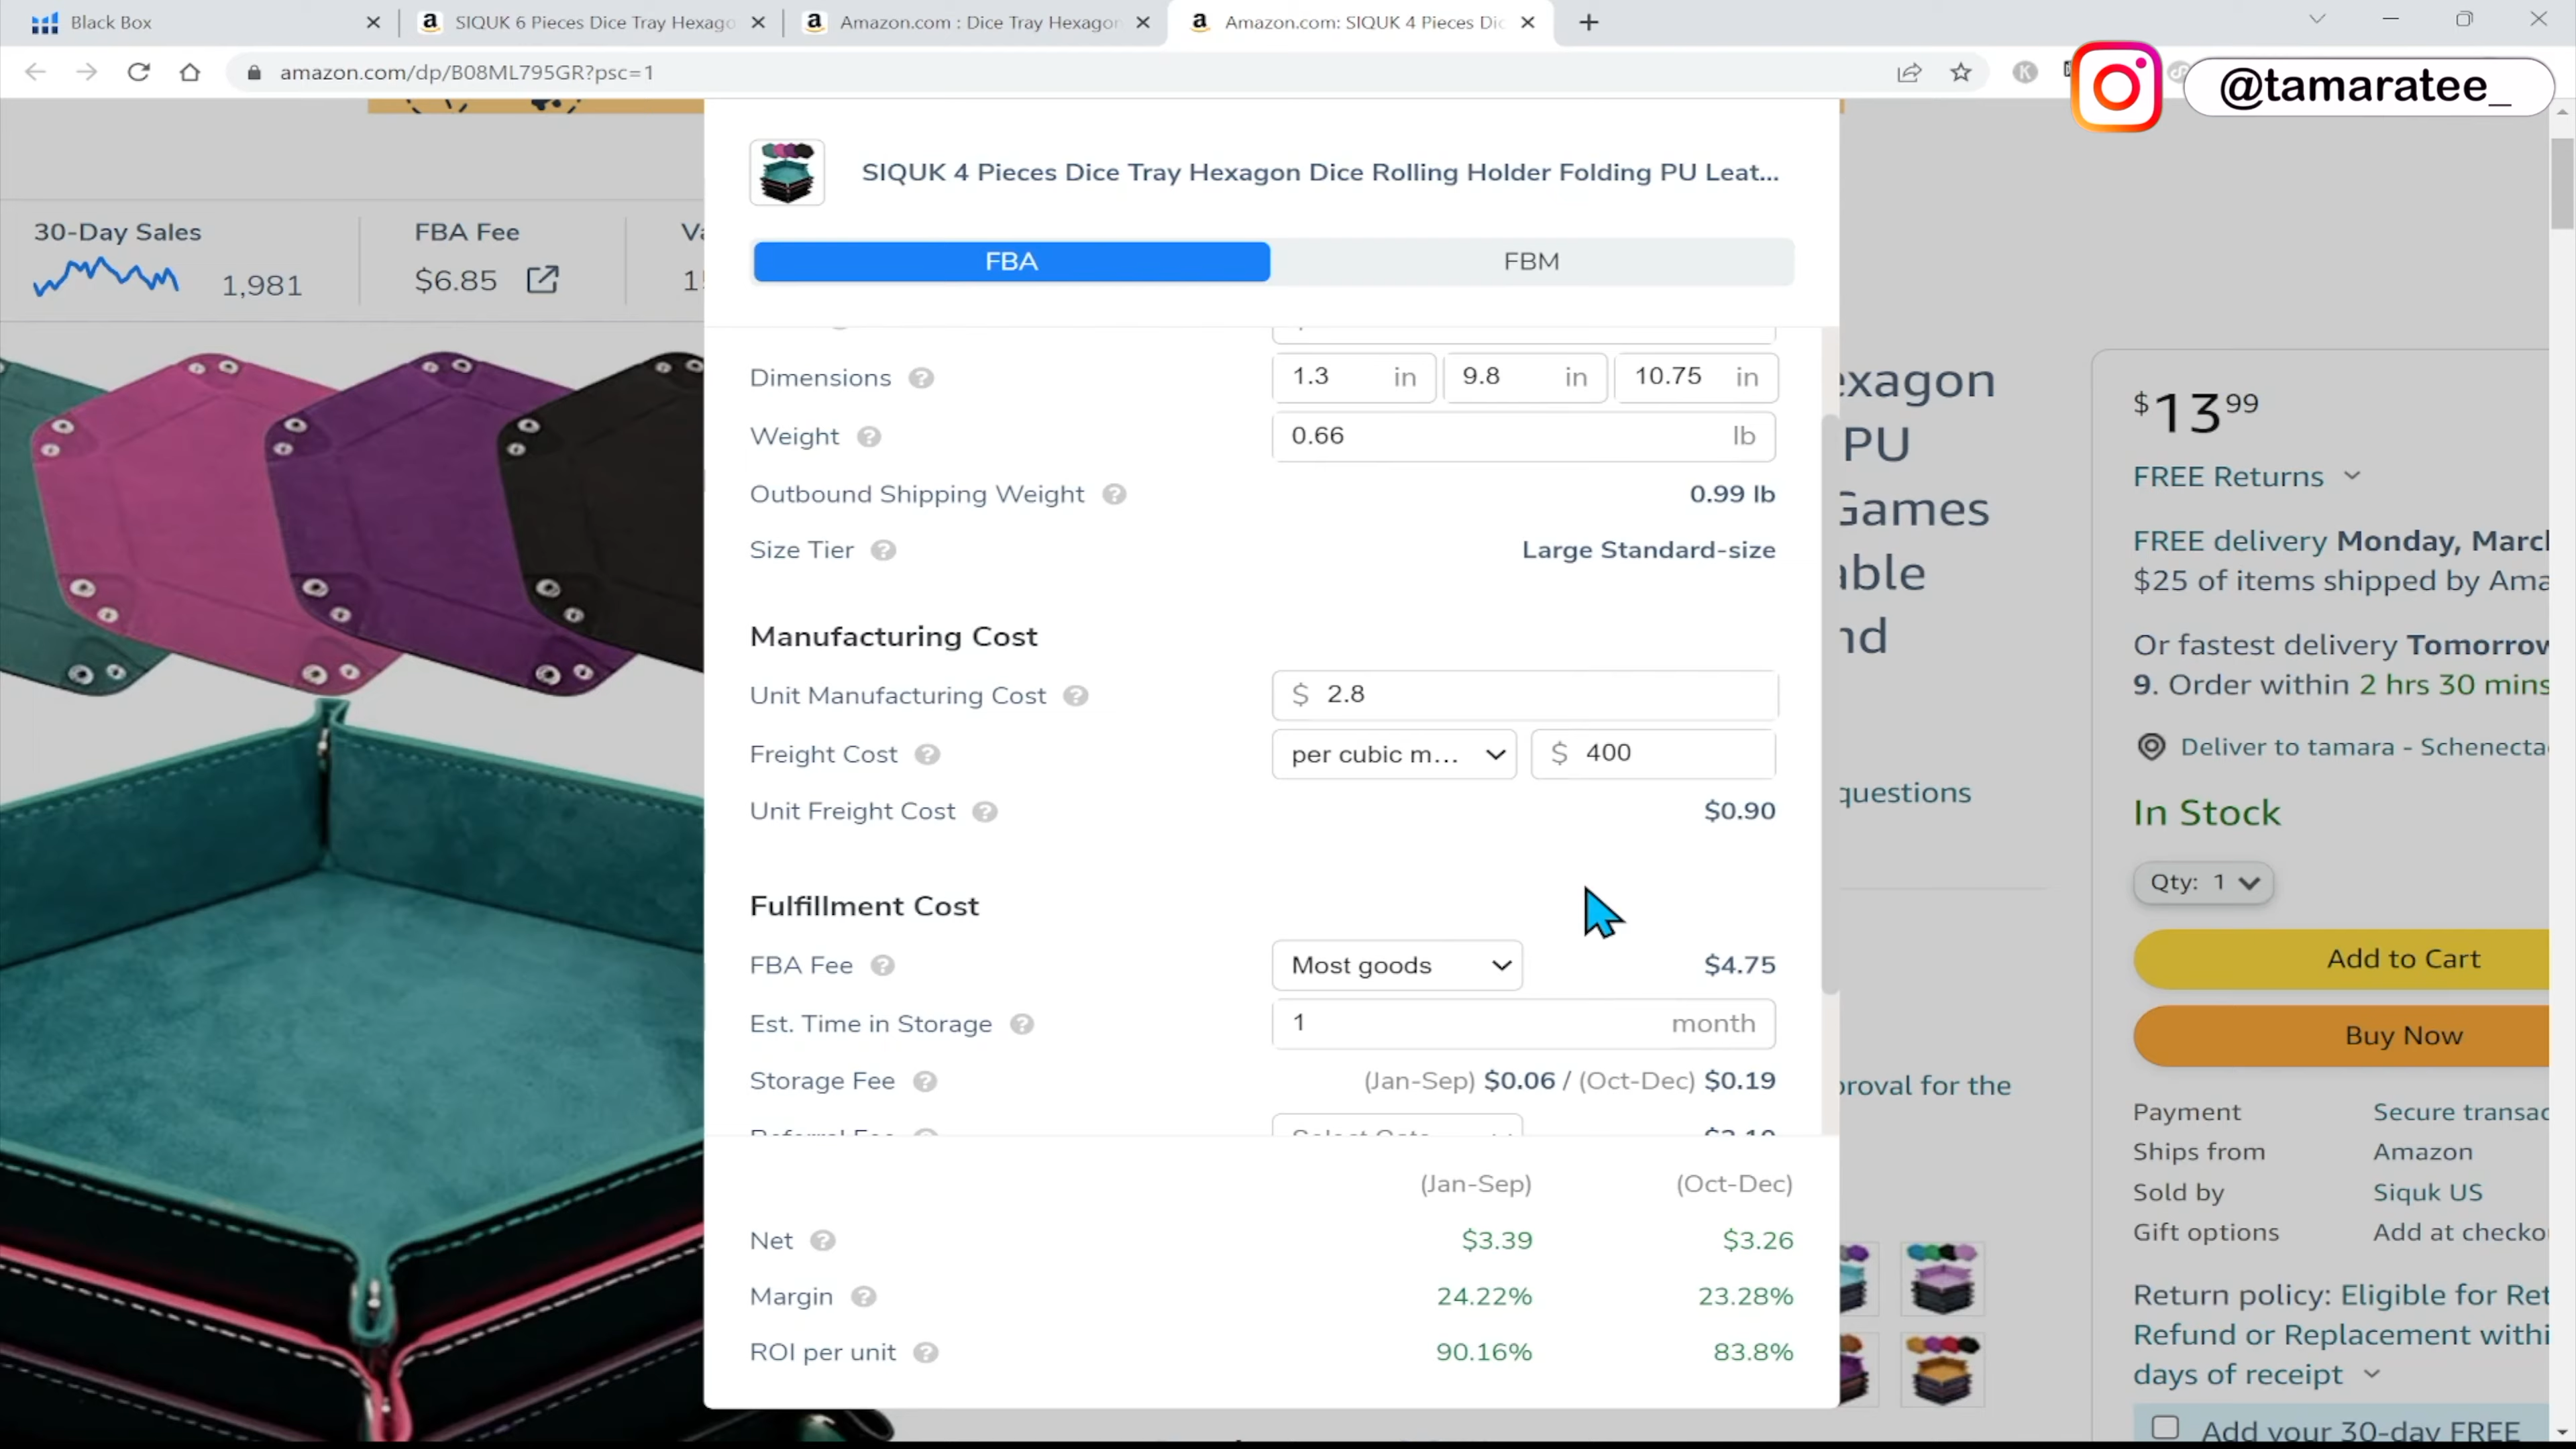 Black Box
SIQUK 6 Pieces Dice Tray Hexago
Amazon.com : Dice Tray Hexagon
Amazon.com: SIQUK 4 Pieces Dic
amazon.com/dp/B08ML795GR?psc=1
@tamaratee_
SIQUK 4 Pieces Dice Tray Hexagon Dice Rolling Holder Folding PU Leat...
FBA
FBM
30-Day Sales
1,981
FBA Fee
$6.85
Dimensions
1.3 in 9.8 in 10.75 in
Weight
0.66 lb
Outbound Shipping Weight
0.99 lb
Size Tier
Large Standard-size
Manufacturing Cost
Unit Manufacturing Cost
$ 2.8
Freight Cost
per cubic m... $ 400
Unit Freight Cost
$0.90
Fulfillment Cost
FBA Fee
Most goods $4.75
Est. Time in Storage
1 month
Storage Fee
(Jan-Sep) $0.06 / (Oct-Dec) $0.19
Referral Fee
(Jan-Sep) (Oct-Dec)
Net $3.39 $3.26
Margin 24.22% 23.28%
ROI per unit 90.16% 83.8%
exagon
PU
Games
able
nd
questions
proval for the
$13.99
FREE Returns
FREE delivery Monday, March
$25 of items shipped by Ama
Or fastest delivery Tomorrow
9. Order within 2 hrs 30 mins
Deliver to tamara - Schenecta
In Stock
Qty: 1
Add to Cart
Buy Now
Payment Secure transac
Ships from Amazon
Sold by Siquk US
Gift options Add at checko
Return policy: Eligible for Ret
Refund or Replacement withi
days of receipt
Add your 30-day FREE